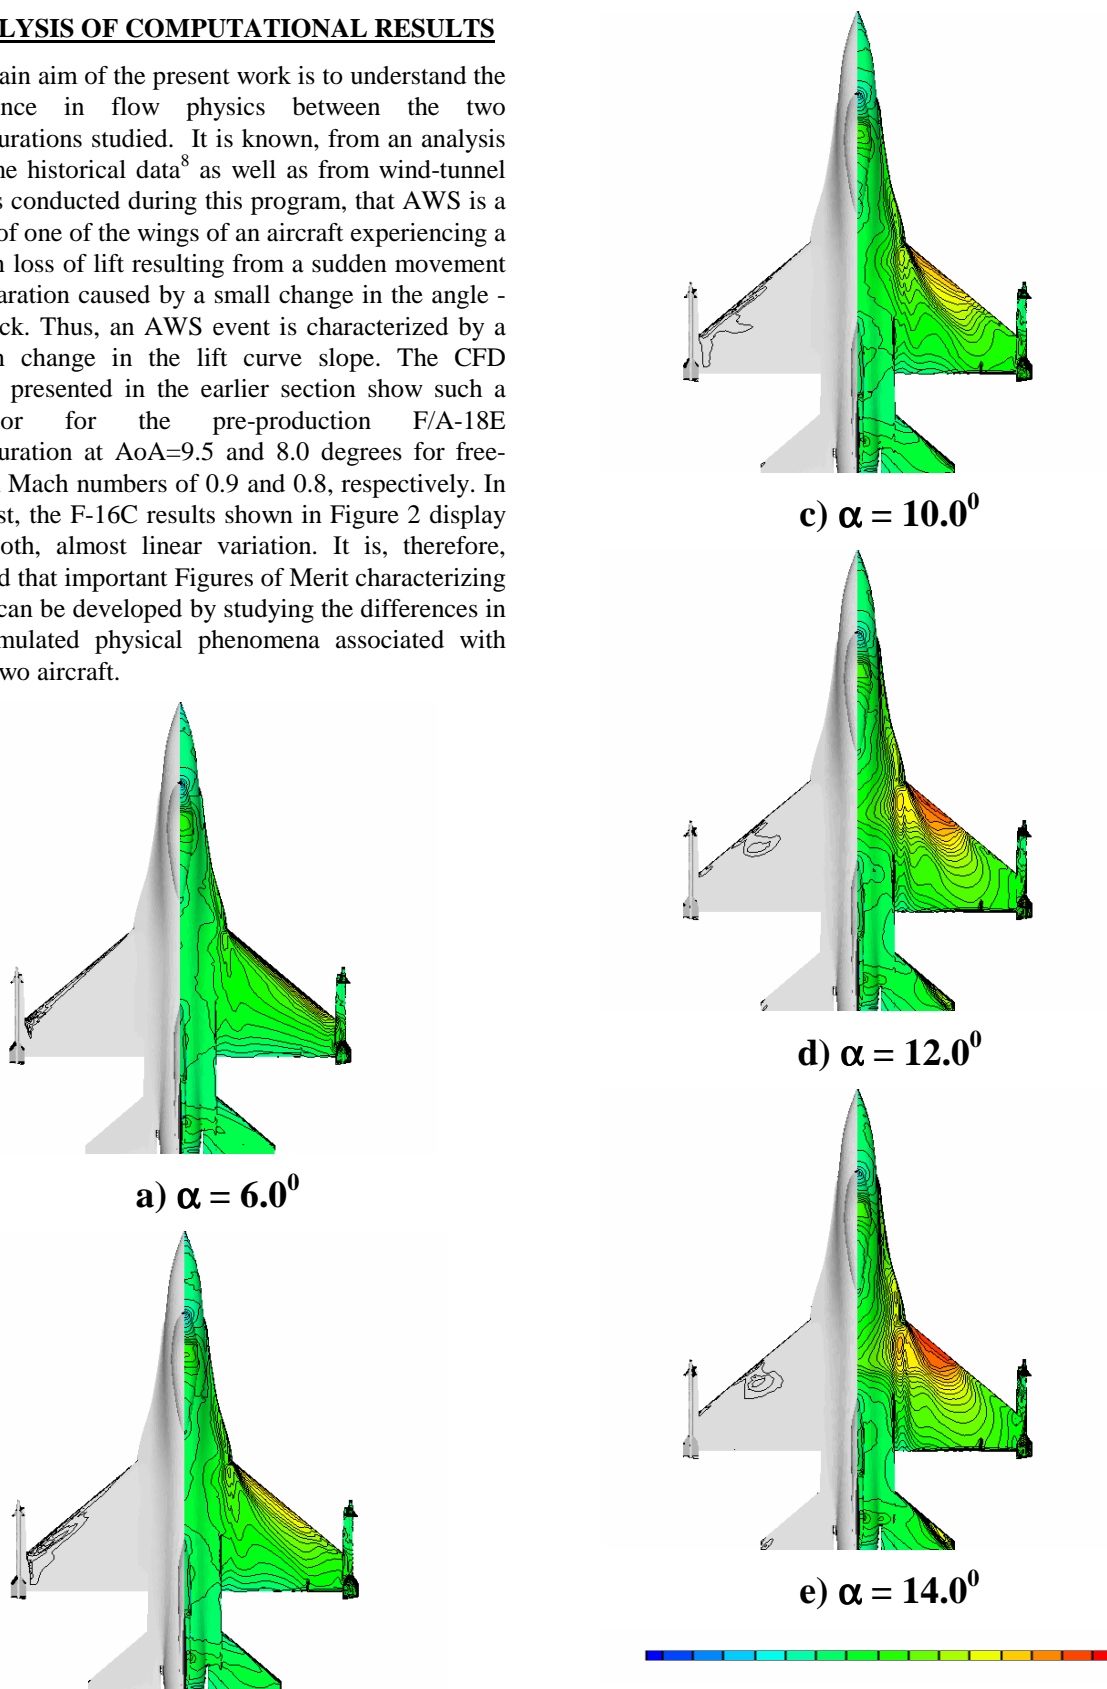 LYSIS OF COMPUTATIONAL RESULTS
ain aim of the present work is to understand the
nce in flow physics between the two
urations studied. It is known, from an analysis
ne historical data8 as well as from wind-tunnel
s conducted during this program, that AWS is a
of one of the wings of an aircraft experiencing a
n loss of lift resulting from a sudden movement
aration caused by a small change in the angle -
ck. Thus, an AWS event is characterized by a
n change in the lift curve slope. The CFD
presented in the earlier section show such a
or for the pre-production F/A-18E
uration at AoA=9.5 and 8.0 degrees for free-
Mach numbers of 0.9 and 0.8, respectively. In
st, the F-16C results shown in Figure 2 display
ooth, almost linear variation. It is, therefore,
d that important Figures of Merit characterizing
can be developed by studying the differences in
mulated physical phenomena associated with
two aircraft.
a) α = 6.0⁰
c) α = 10.0⁰
d) α = 12.0⁰
e) α = 14.0⁰